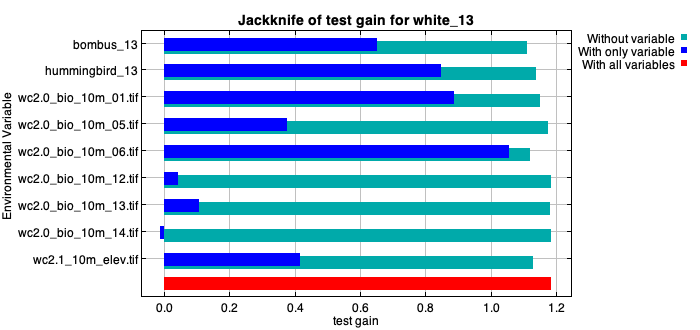 Jackknife of test gain for white_13
Without variable
With only variable
With all variables
Environmental Variable
bombus_13
hummingbird_13
wc2.0_bio_10m_01.tif
wc2.0_bio_10m_05.tif
wc2.0_bio_10m_06.tif
wc2.0_bio_10m_12.tif
wc2.0_bio_10m_13.tif
wc2.0_bio_10m_14.tif
wc2.1_10m_elev.tif
0.0 0.2 0.4 0.6 0.8 1.0 1.2
test gain